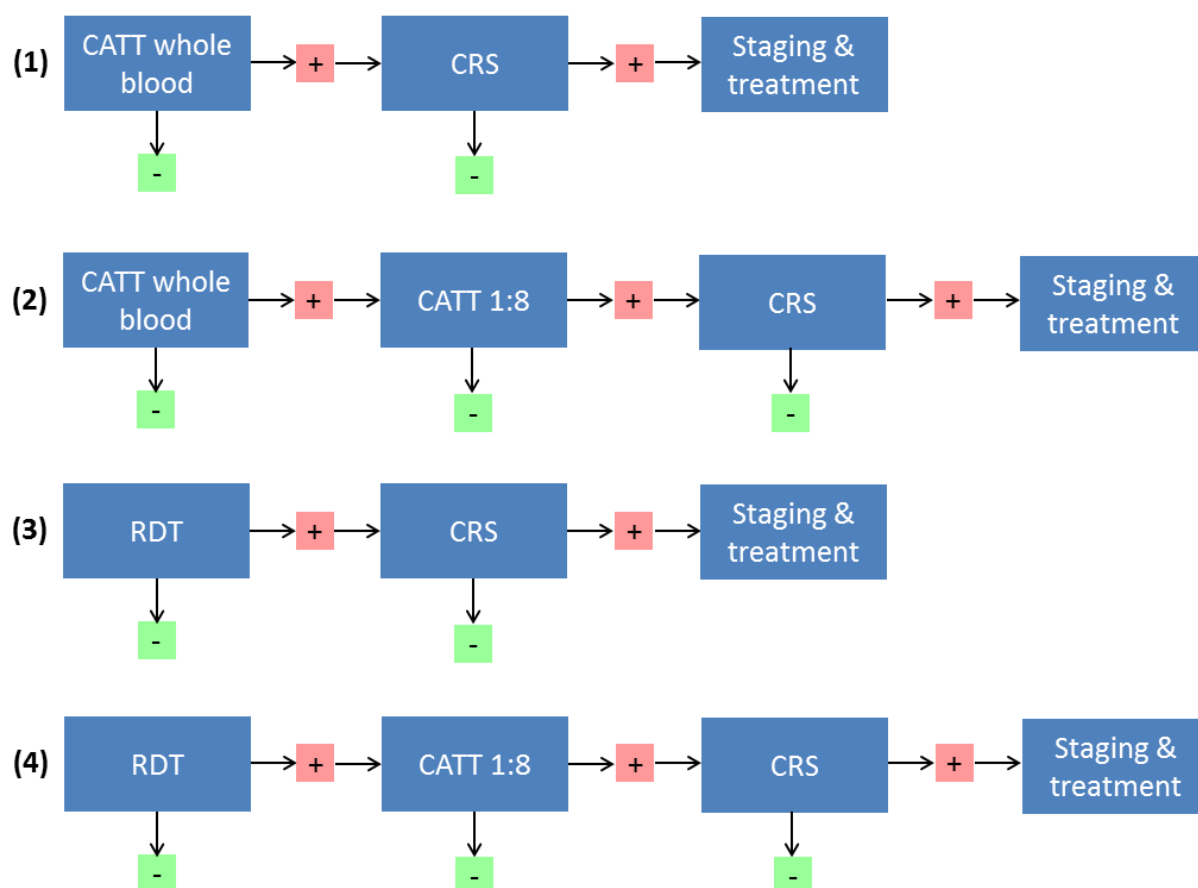 (1)
CATT whole
blood
+
CRS
+
Staging &
treatment
-
-
(2)
CATT whole
blood
+
CATT 1:8
+
CRS
+
Staging &
treatment
-
-
-
(3)
RDT
+
CRS
+
Staging &
treatment
-
-
(4)
RDT
+
CATT 1:8
+
CRS
+
Staging &
treatment
-
-
-